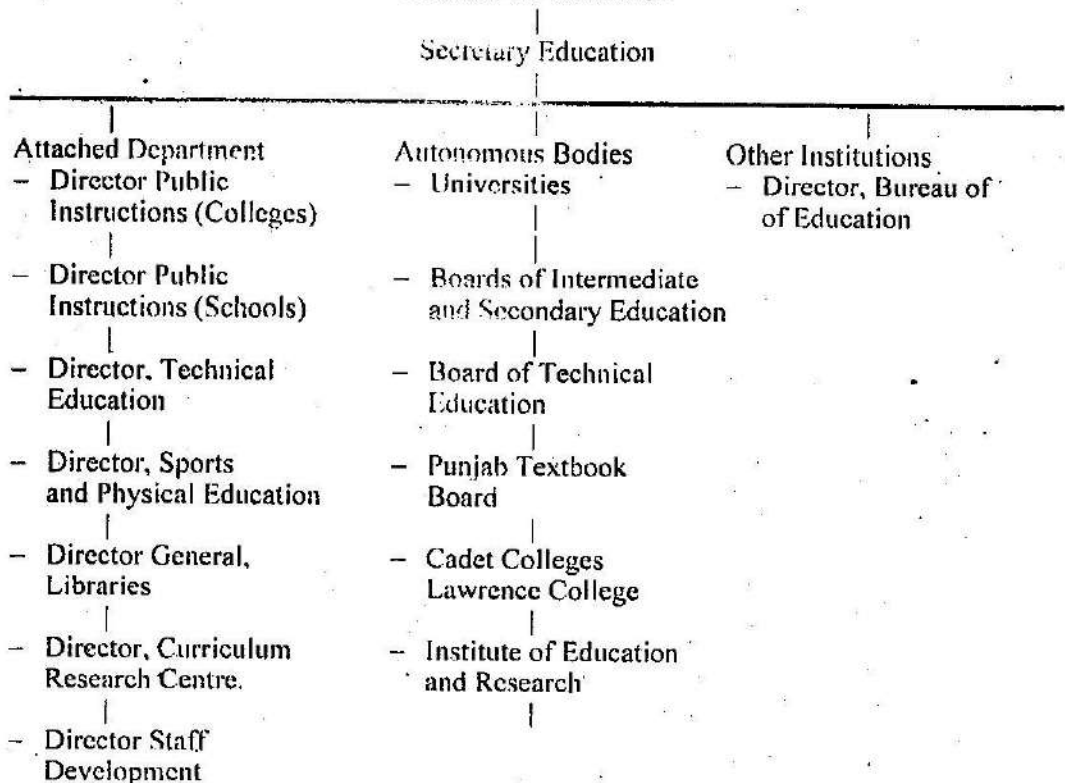 Secretary Education
Attached Department
– Director Public
Instructions (Colleges)
– Director Public
Instructions (Schools)
– Director, Technical
Education
– Director, Sports
and Physical Education
– Director General,
Libraries
– Director, Curriculum
Research Centre.
– Director Staff
Development
Autonomous Bodies
– Universities
– Boards of Intermediate
and Secondary Education
– Board of Technical
Education
– Punjab Textbook
Board
– Cadet Colleges
Lawrence College
– Institute of Education
and Research
Other Institutions
– Director, Bureau of
of Education